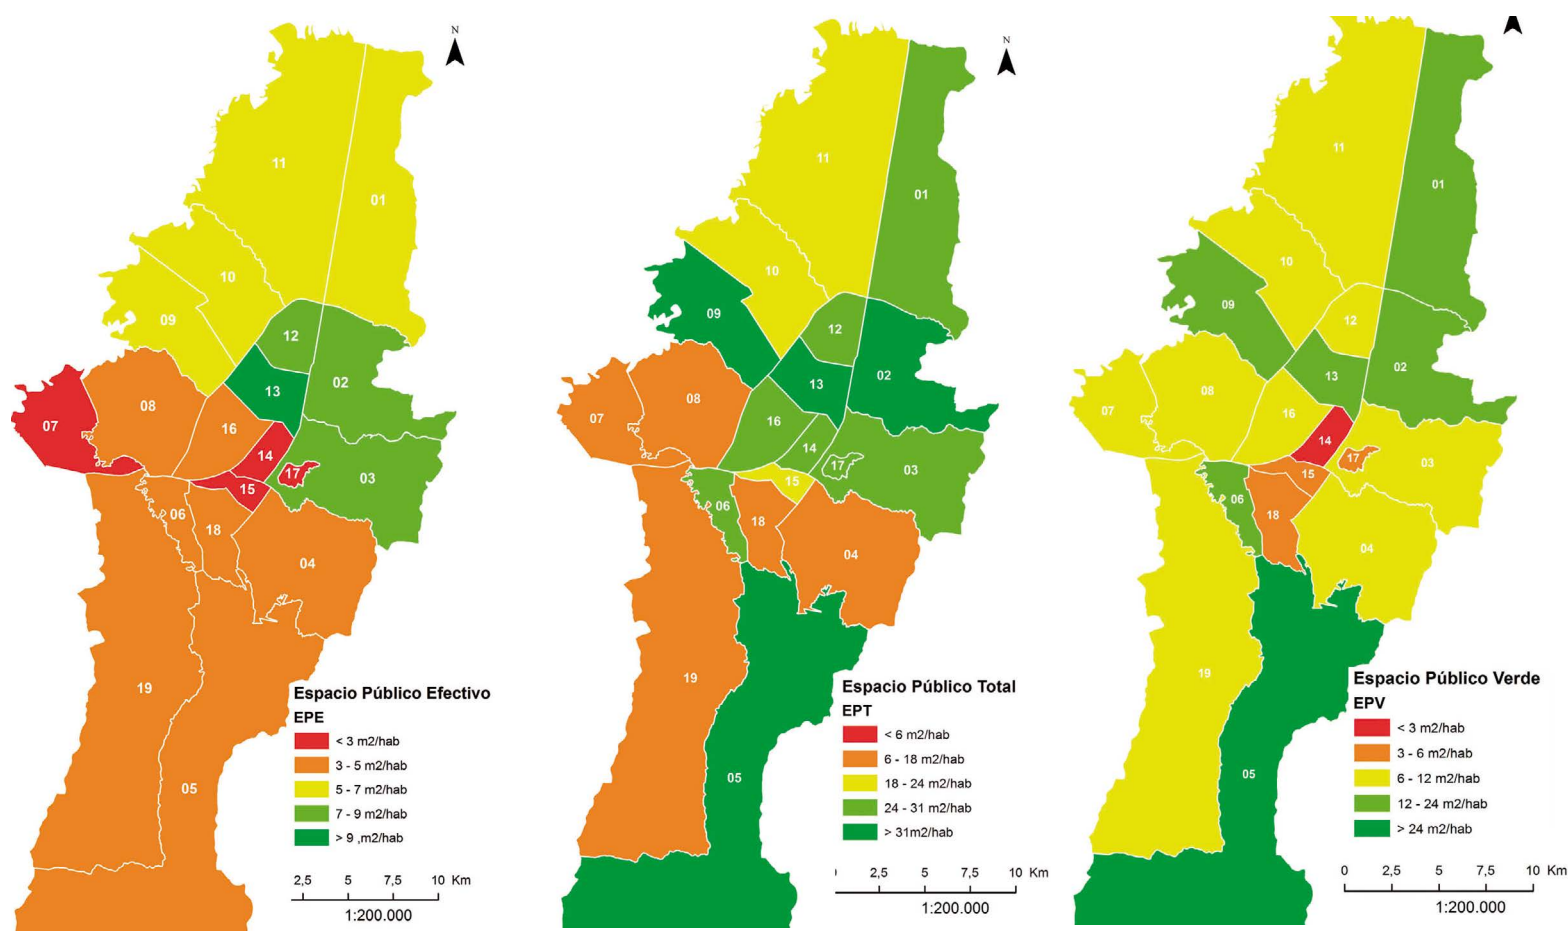 N
11
01
10
09
12
02
13
08
07
16
14
17
03
15
06
18
04
19
05
Espacio Público Efectivo
EPE
< 3 m2/hab
3 - 5 m2/hab
5 - 7 m2/hab
7 - 9 m2/hab
> 9 ,m2/hab
2,5 5 7,5 10 Km
1:200.000
N
11
01
10
09
12
02
13
08
07
16
14
17
03
15
06
18
04
19
05
Espacio Público Total
EPT
< 6 m2/hab
6 - 18 m2/hab
18 - 24 m2/hab
24 - 31 m2/hab
> 31m2/hab
2,5 5 7,5 10 Km
1:200.000
11
01
10
09
12
02
13
08
07
16
14
17
03
15
06
18
04
19
05
Espacio Público Verde
EPV
< 3 m2/hab
3 - 6 m2/hab
6 - 12 m2/hab
12 - 24 m2/hab
> 24 m2/hab
0 2,5 5 7,5 10 Km
1:200.000